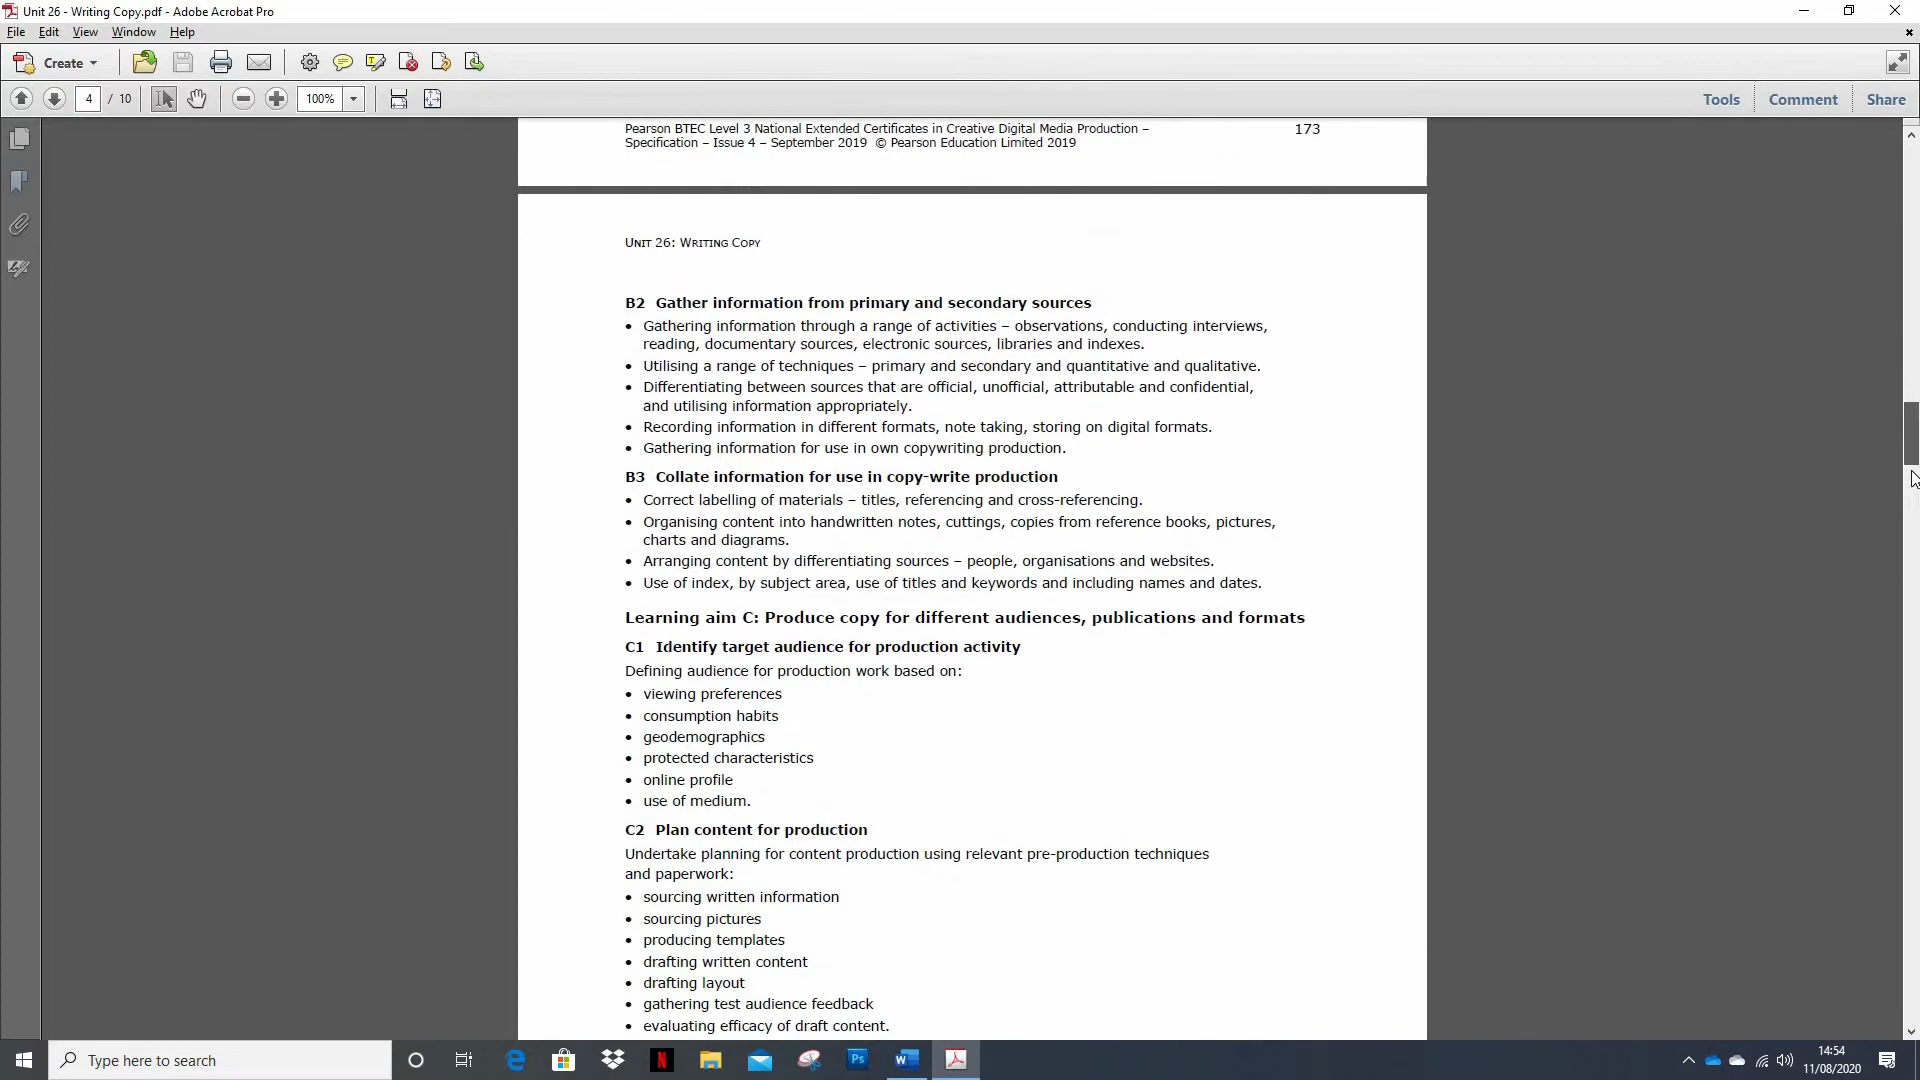 Unit 26 - Writing Copy.pdf - Adobe Acrobat Pro
File Edit View Window Help
Create
4 / 10 100% Tools Comment Share
Pearson BTEC Level 3 National Extended Certificates in Creative Digital Media Production – 173
Specification – Issue 4 – September 2019 © Pearson Education Limited 2019
UNIT 26: WRITING COPY
B2 Gather information from primary and secondary sources
• Gathering information through a range of activities – observations, conducting interviews,
reading, documentary sources, electronic sources, libraries and indexes.
• Utilising a range of techniques – primary and secondary and quantitative and qualitative.
• Differentiating between sources that are official, unofficial, attributable and confidential,
and utilising information appropriately.
• Recording information in different formats, note taking, storing on digital formats.
• Gathering information for use in own copywriting production.
B3 Collate information for use in copy-write production
• Correct labelling of materials – titles, referencing and cross-referencing.
• Organising content into handwritten notes, cuttings, copies from reference books, pictures,
charts and diagrams.
• Arranging content by differentiating sources – people, organisations and websites.
• Use of index, by subject area, use of titles and keywords and including names and dates.
Learning aim C: Produce copy for different audiences, publications and formats
C1 Identify target audience for production activity
Defining audience for production work based on:
• viewing preferences
• consumption habits
• geodemographics
• protected characteristics
• online profile
• use of medium.
C2 Plan content for production
Undertake planning for content production using relevant pre-production techniques
and paperwork:
• sourcing written information
• sourcing pictures
• producing templates
• drafting written content
• drafting layout
• gathering test audience feedback
• evaluating efficacy of draft content.
Type here to search
14:54
11/08/2020